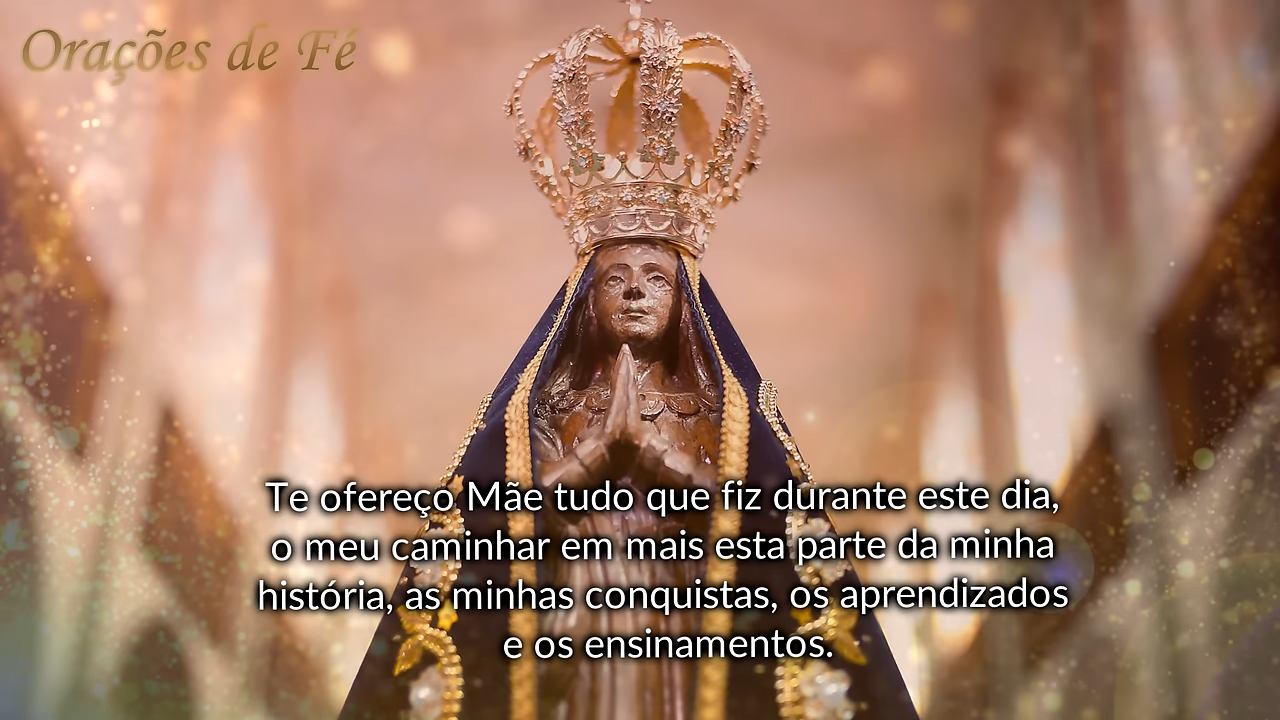 Orações de Fé
Te ofereço Mãe tudo que fiz durante este dia,
o meu caminhar em mais esta parte da minha
história, as minhas conquistas, os aprendizados
e os ensinamentos.